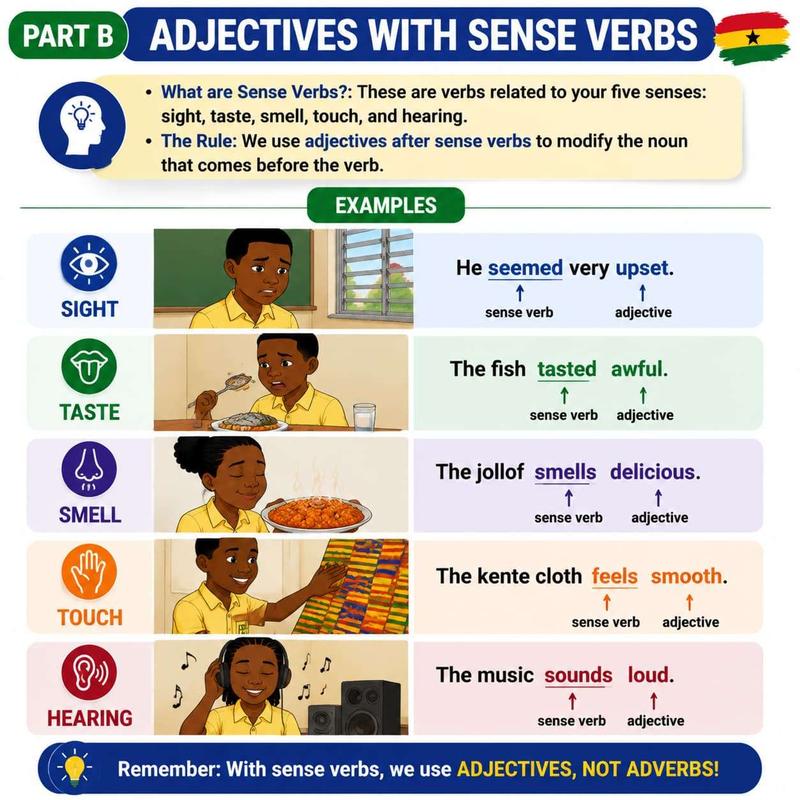 PART B
ADJECTIVES WITH SENSE VERBS
• What are Sense Verbs?: These are verbs related to your five senses:
sight, taste, smell, touch, and hearing.
• The Rule: We use adjectives after sense verbs to modify the noun
that comes before the verb.
EXAMPLES
SIGHT
He seemed very upset.
sense verb adjective
TASTE
The fish tasted awful.
sense verb adjective
SMELL
The jollof smells delicious.
sense verb adjective
TOUCH
The kente cloth feels smooth.
sense verb adjective
HEARING
The music sounds loud.
sense verb adjective
Remember: With sense verbs, we use ADJECTIVES, NOT ADVERBS!